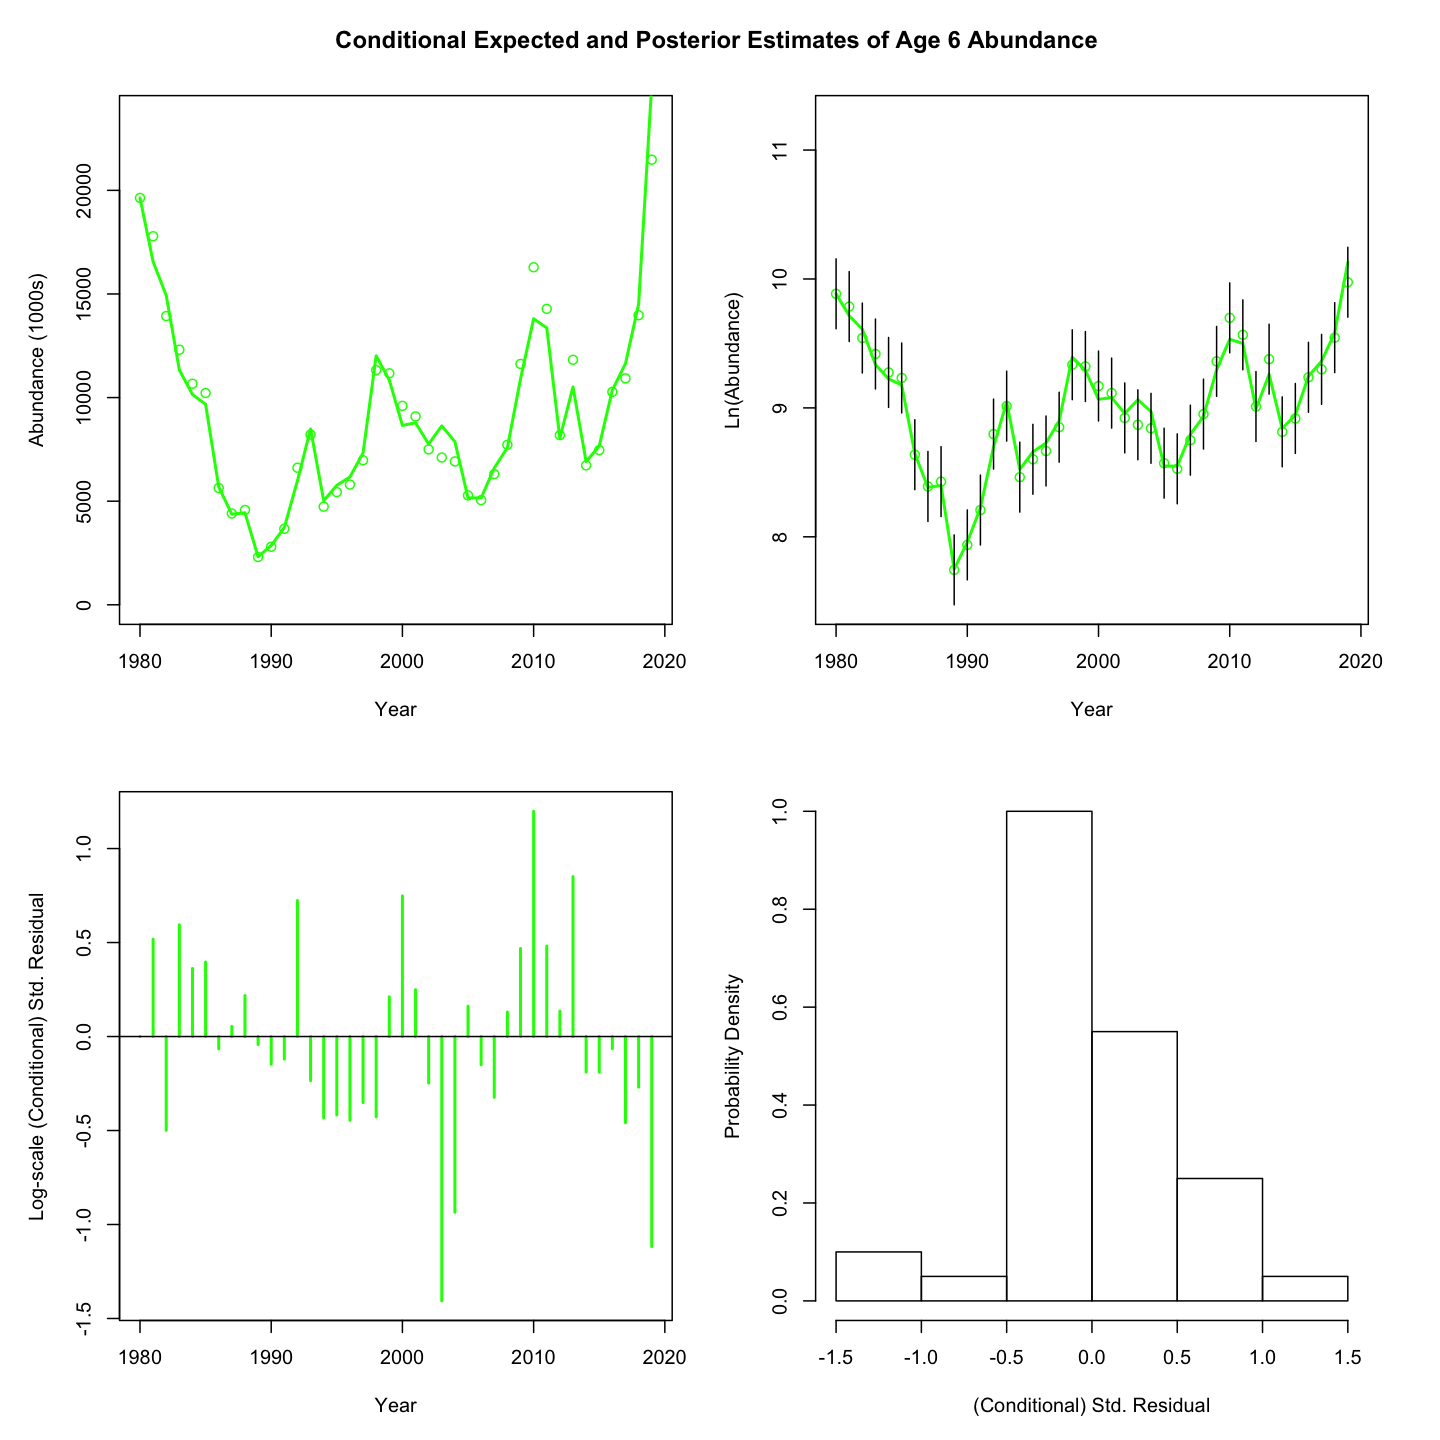 Conditional Expected and Posterior Estimates of Age 6 Abundance
Abundance (1000s)
20000
15000
10000
5000
0
1980 1990 2000 2010 2020
Year
Ln(Abundance)
11
10
9
8
1980 1990 2000 2010 2020
Year
Log-scale (Conditional) Std. Residual
1.0
0.5
0.0
-0.5
-1.0
-1.5
1980 1990 2000 2010 2020
Year
Probability Density
1.0
0.8
0.6
0.4
0.2
0.0
-1.5 -1.0 -0.5 0.0 0.5 1.0 1.5
(Conditional) Std. Residual